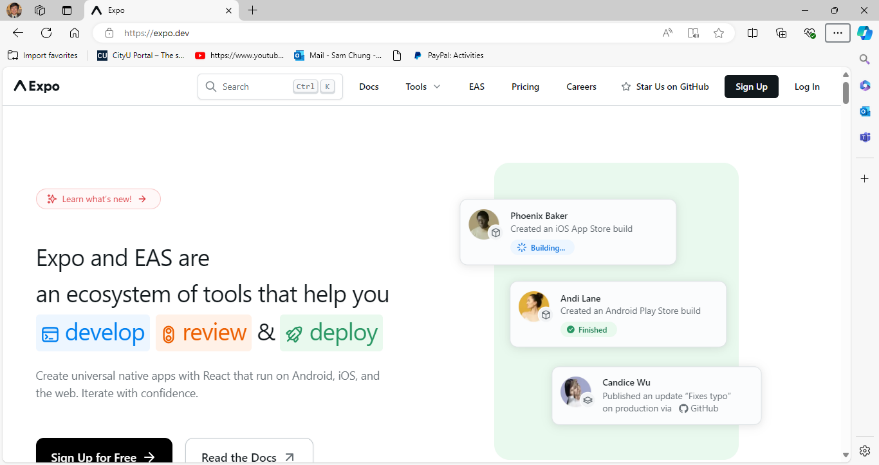 Expo
https://expo.dev
Import favorites
CU
CityU Portal – The s...
https://www.youtub...
Mail - Sam Chung -...
PayPal: Activities
Expo
Search
Ctrl K
Docs
Tools
EAS
Pricing
Careers
Star Us on GitHub
Sign Up
Log In
Learn what's new!
Expo and EAS are
an ecosystem of tools that help you
develop review & deploy
Create universal native apps with React that run on Android, iOS, and
the web. Iterate with confidence.
Sign Up for Free
Read the Docs
Phoenix Baker
Created an iOS App Store build
Building...
Andi Lane
Created an Android Play Store build
Finished
Candice Wu
Published an update "Fixes typo"
on production via GitHub